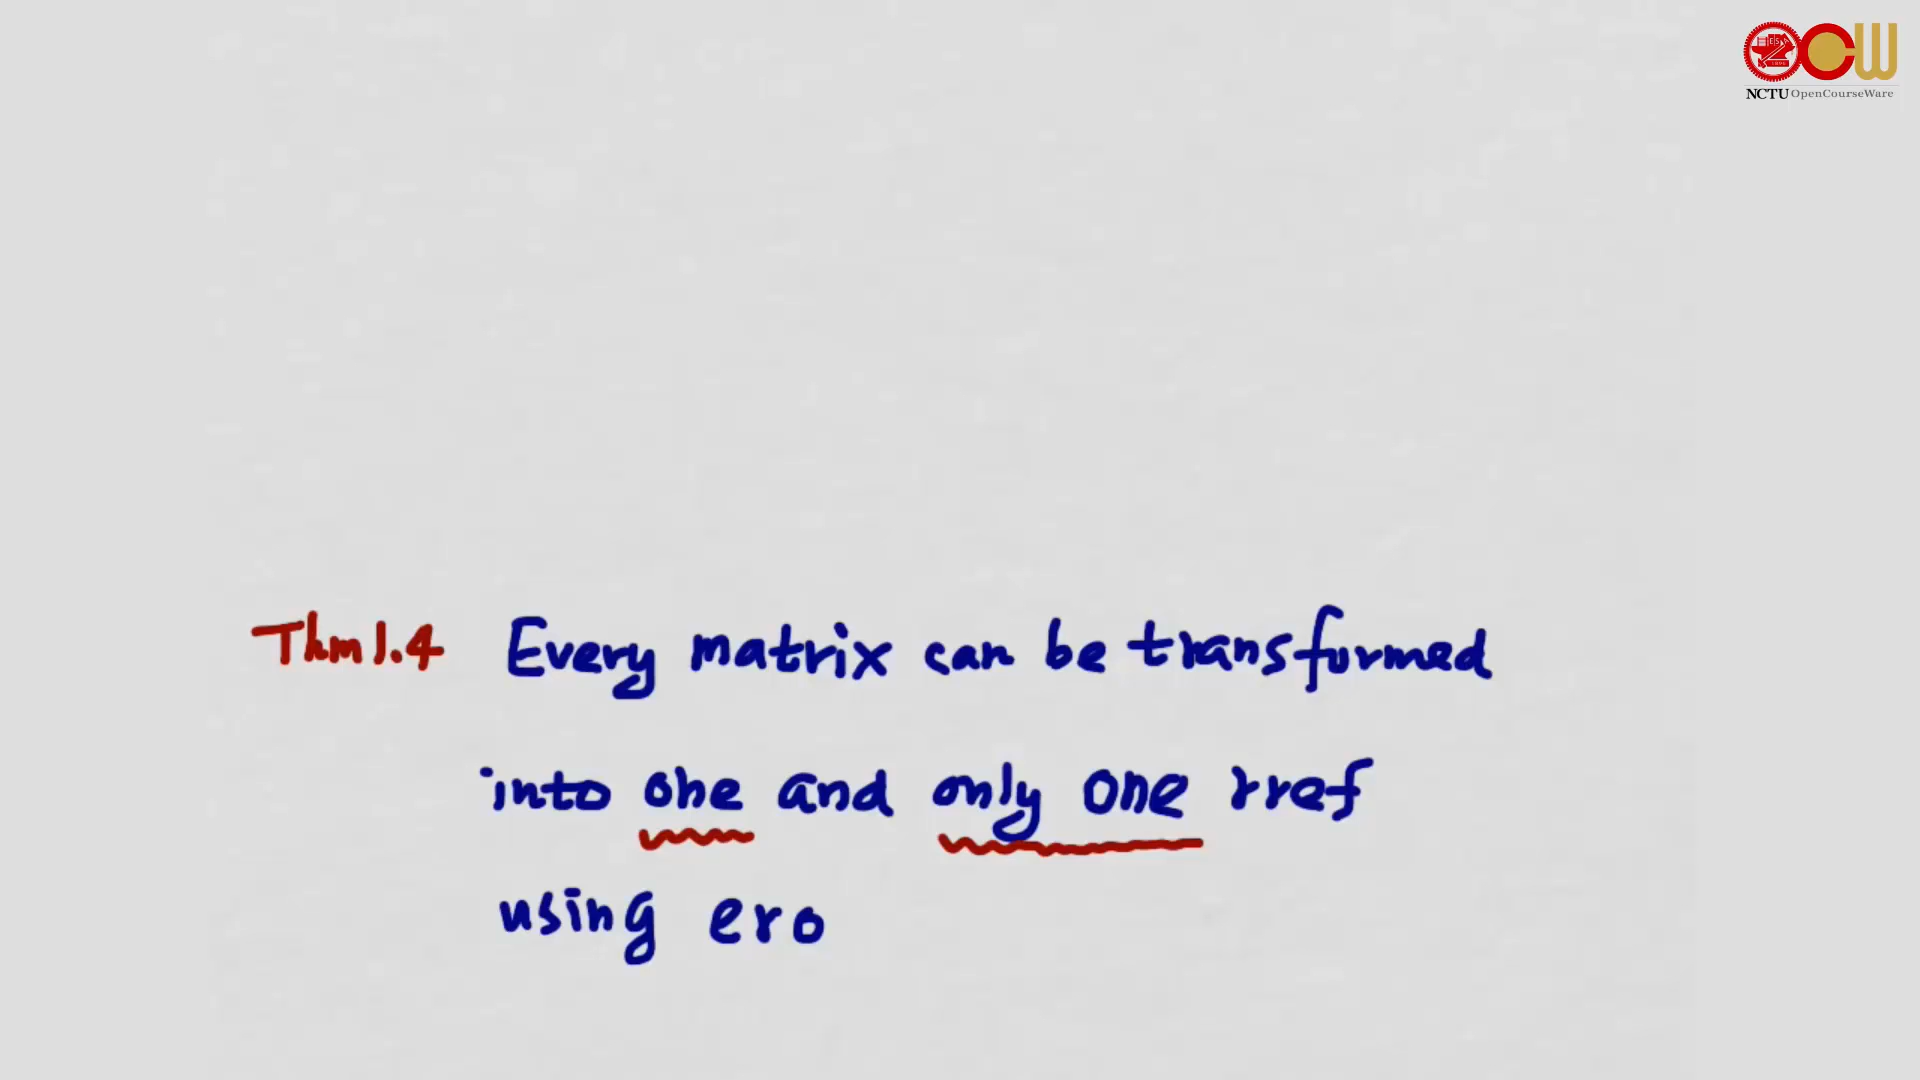 NCTU OpenCourseWare
Thm 1.4 Every matrix can be transformed
into one and only one rref
using ero